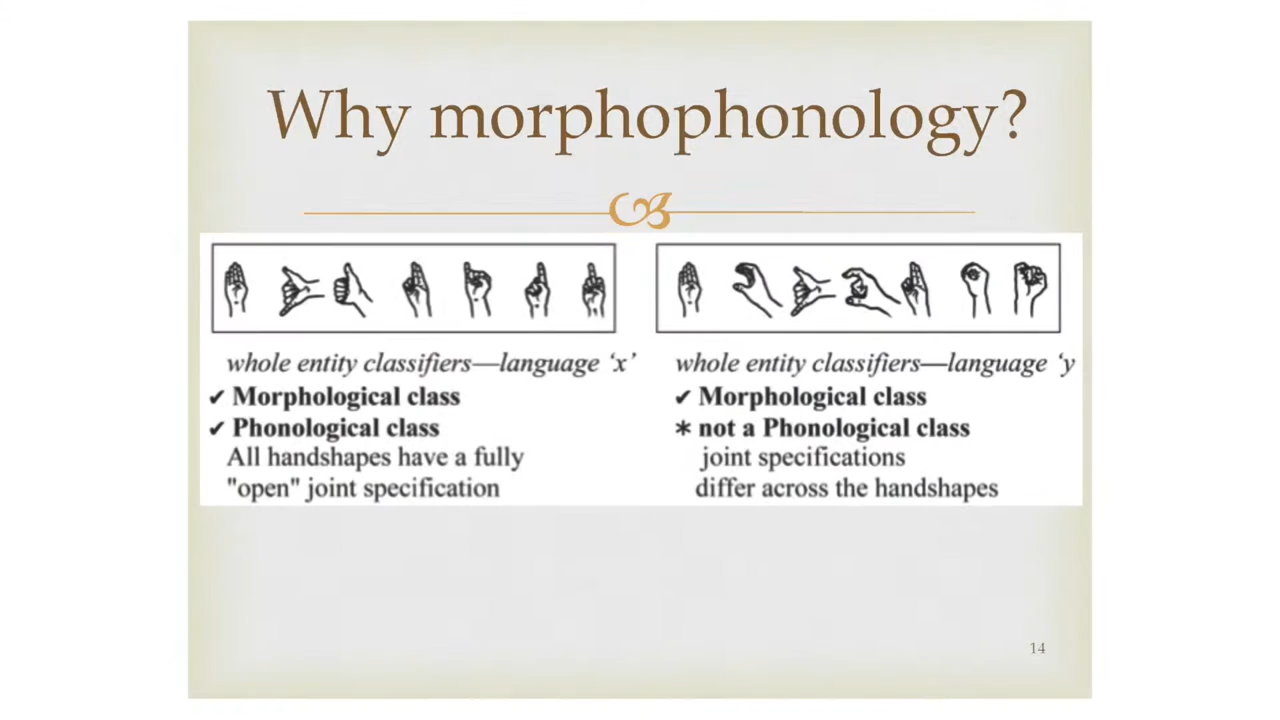 Why morphophonology?
whole entity classifiers—language ‘x’
✔ Morphological class
✔ Phonological class
All handshapes have a fully
"open" joint specification
whole entity classifiers—language ‘y
✔ Morphological class
* not a Phonological class
joint specifications
differ across the handshapes
14